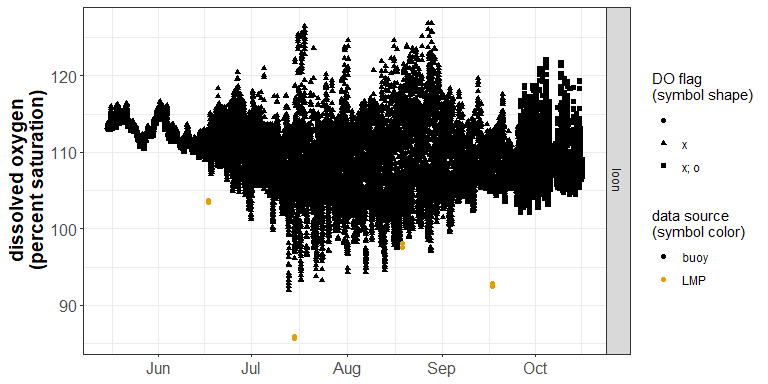 dissolved oxygen
(percent saturation)
120
110
100
90
Jun
Jul
Aug
Sep
Oct
loon
DO flag
(symbol shape)
x
x; o
data source
(symbol color)
buoy
LMP